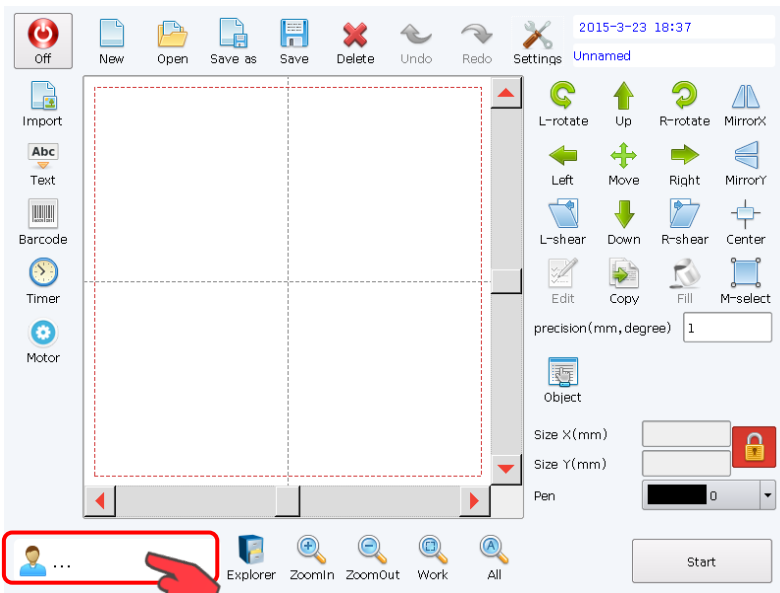 2015-3-23 18:37
Off New Open Save as Save Delete Undo Redo Settings Unnamed
Import
L-rotate Up R-rotate MirrorX
Abc
Text
Left Move Right MirrorY
Barcode
L-shear Down R-shear Center
Timer
Edit Copy Fill M-select
precision(mm,degree) 1
Motor
Object
Size X(mm)
Size Y(mm)
Pen 0
...
Explorer ZoomIn ZoomOut Work All
A
Start